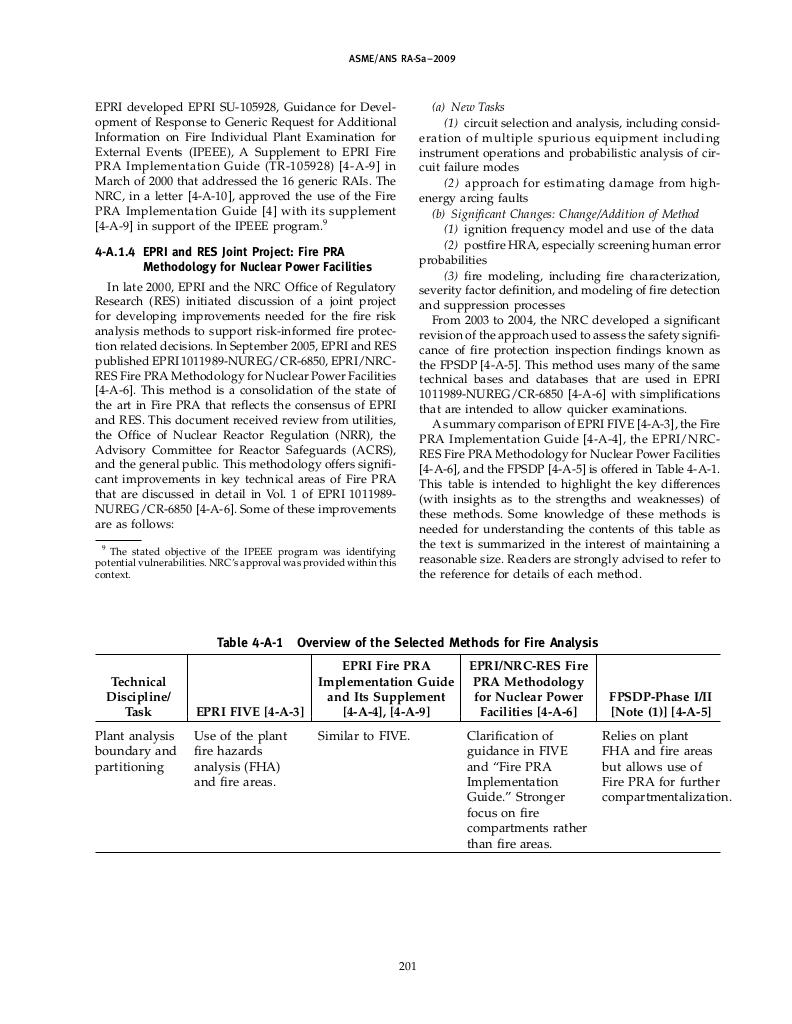 ASME/ANS RA-Sa–2009
EPRI developed EPRI SU-105928, Guidance for Devel-
opment of Response to Generic Request for Additional
Information on Fire Individual Plant Examination for
External Events (IPEEE), A Supplement to EPRI Fire
PRA Implementation Guide (TR-105928) [4-A-9] in
March of 2000 that addressed the 16 generic RAIs. The
NRC, in a letter [4-A-10], approved the use of the Fire
PRA Implementation Guide [4] with its supplement
[4-A-9] in support of the IPEEE program.9
4-A.1.4 EPRI and RES Joint Project: Fire PRA
Methodology for Nuclear Power Facilities
In late 2000, EPRI and the NRC Office of Regulatory
Research (RES) initiated discussion of a joint project
for developing improvements needed for the fire risk
analysis methods to support risk-informed fire protec-
tion related decisions. In September 2005, EPRI and RES
published EPRI 1011989-NUREG/CR-6850, EPRI/NRC-
RES Fire PRA Methodology for Nuclear Power Facilities
[4-A-6]. This method is a consolidation of the state of
the art in Fire PRA that reflects the consensus of EPRI
and RES. This document received review from utilities,
the Office of Nuclear Reactor Regulation (NRR), the
Advisory Committee for Reactor Safeguards (ACRS),
and the general public. This methodology offers signifi-
cant improvements in key technical areas of Fire PRA
that are discussed in detail in Vol. 1 of EPRI 1011989-
NUREG/CR-6850 [4-A-6]. Some of these improvements
are as follows:
9 The stated objective of the IPEEE program was identifying
potential vulnerabilities. NRC's approval was provided within this
context.
(a) New Tasks
(1) circuit selection and analysis, including consid-
eration of multiple spurious equipment including
instrument operations and probabilistic analysis of cir-
cuit failure modes
(2) approach for estimating damage from high-
energy arcing faults
(b) Significant Changes: Change/Addition of Method
(1) ignition frequency model and use of the data
(2) postfire HRA, especially screening human error
probabilities
(3) fire modeling, including fire characterization,
severity factor definition, and modeling of fire detection
and suppression processes
From 2003 to 2004, the NRC developed a significant
revision of the approach used to assess the safety signifi-
cance of fire protection inspection findings known as
the FPSDP [4-A-5]. This method uses many of the same
technical bases and databases that are used in EPRI
1011989-NUREG/CR-6850 [4-A-6] with simplifications
that are intended to allow quicker examinations.
A summary comparison of EPRI FIVE [4-A-3], the Fire
PRA Implementation Guide [4-A-4], the EPRI/NRC-
RES Fire PRA Methodology for Nuclear Power Facilities
[4-A-6], and the FPSDP [4-A-5] is offered in Table 4-A-1.
This table is intended to highlight the key differences
(with insights as to the strengths and weaknesses) of
these methods. Some knowledge of these methods is
needed for understanding the contents of this table as
the text is summarized in the interest of maintaining a
reasonable size. Readers are strongly advised to refer to
the reference for details of each method.
Table 4-A-1 Overview of the Selected Methods for Fire Analysis
Technical
Discipline/
Task
EPRI FIVE [4-A-3]
EPRI Fire PRA
Implementation Guide
and Its Supplement
[4-A-4], [4-A-9]
EPRI/NRC-RES Fire
PRA Methodology
for Nuclear Power
Facilities [4-A-6]
FPSDP-Phase I/II
[Note (1)] [4-A-5]
Plant analysis
boundary and
partitioning
Use of the plant
fire hazards
analysis (FHA)
and fire areas.
Similar to FIVE.
Clarification of
guidance in FIVE
and “Fire PRA
Implementation
Guide.” Stronger
focus on fire
compartments rather
than fire areas.
Relies on plant
FHA and fire areas
but allows use of
Fire PRA for further
compartmentalization.
201